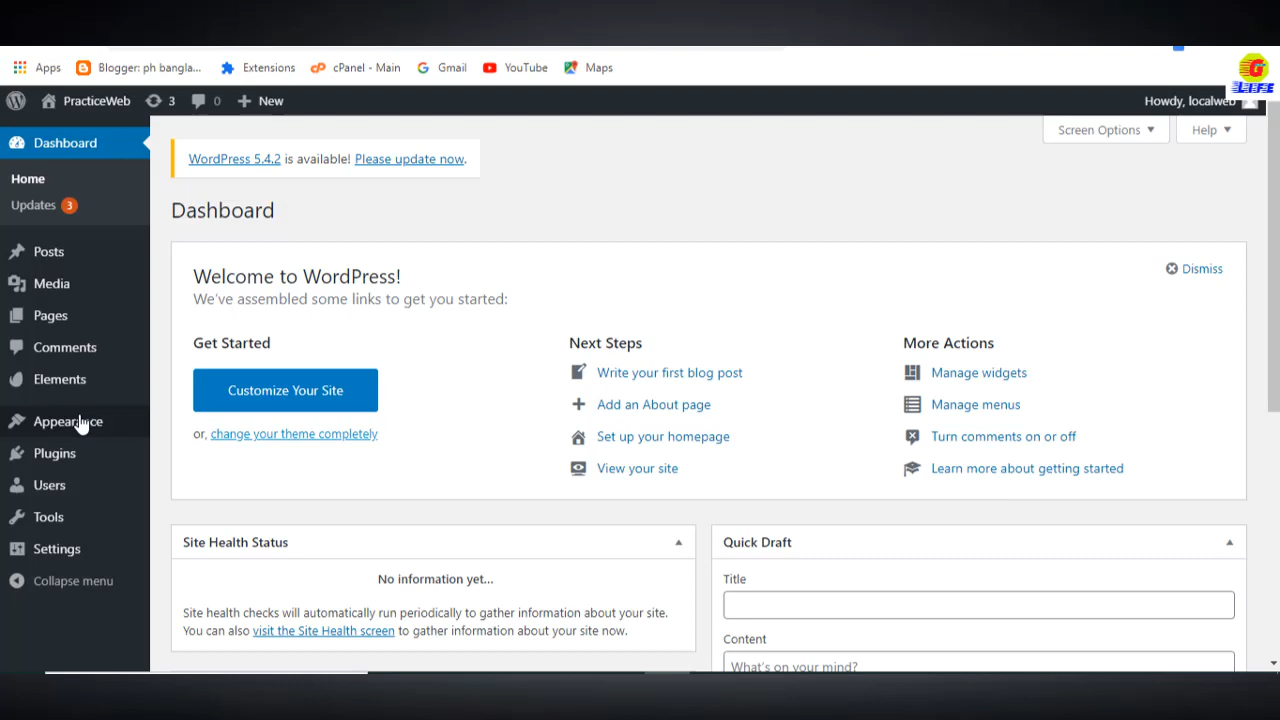 Apps Blogger: ph bangla... Extensions cPanel - Main Gmail YouTube Maps
G
LIFE
PracticeWeb 3 0 New Howdy, localweb
Screen Options Help
Dashboard
Home
Updates 3
Posts
Media
Pages
Comments
Elements
Appearance
Plugins
Users
Tools
Settings
Collapse menu
WordPress 5.4.2 is available! Please update now.
Dashboard
Welcome to WordPress!
We've assembled some links to get you started:
Dismiss
Get Started
Customize Your Site
or, change your theme completely
Next Steps
Write your first blog post
Add an About page
Set up your homepage
View your site
More Actions
Manage widgets
Manage menus
Turn comments on or off
Learn more about getting started
Site Health Status
No information yet...
Site health checks will automatically run periodically to gather information about your site.
You can also visit the Site Health screen to gather information about your site now.
Quick Draft
Title
Content
What's on your mind?